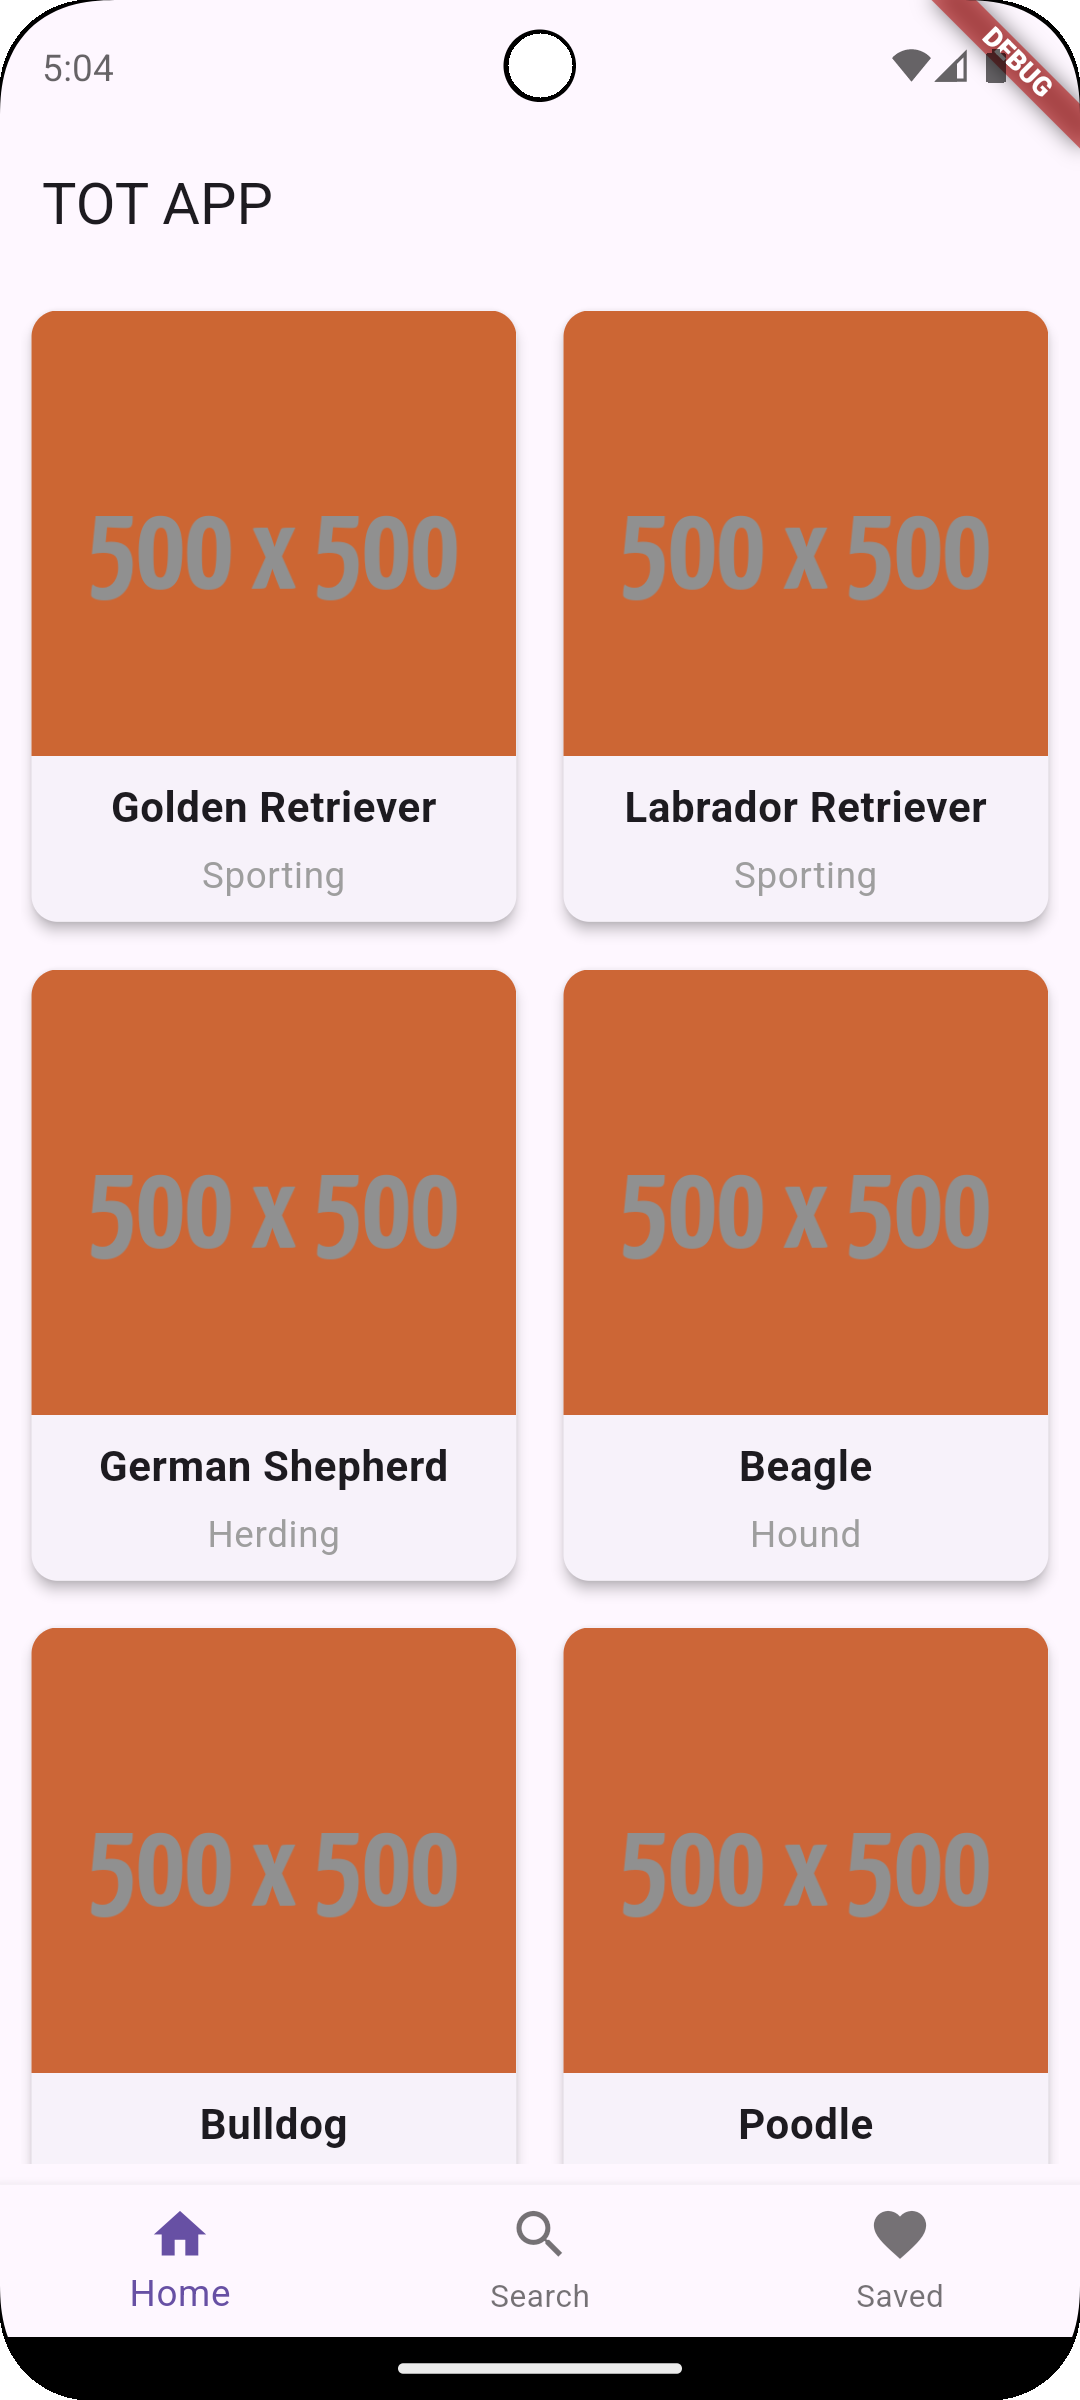 5:04
DEBUG
TOT APP
500 x 500
500 x 500
Golden Retriever
Labrador Retriever
Sporting
Sporting
500 x 500
500 x 500
German Shepherd
Beagle
Herding
Hound
500 x 500
500 x 500
Bulldog
Poodle
Home
Search
Saved